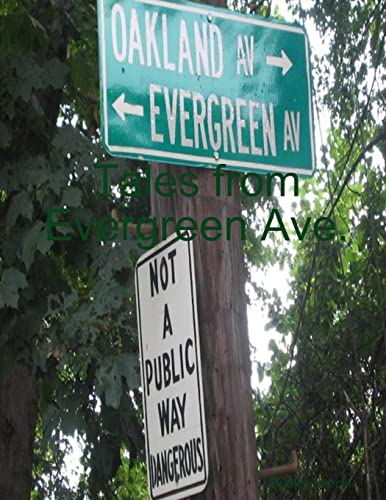 OAKLAND AV →
← EVERGREEN AV
Tales from
Evergreen Ave.
NOT
A
PUBLIC
WAY
DANGEROUS